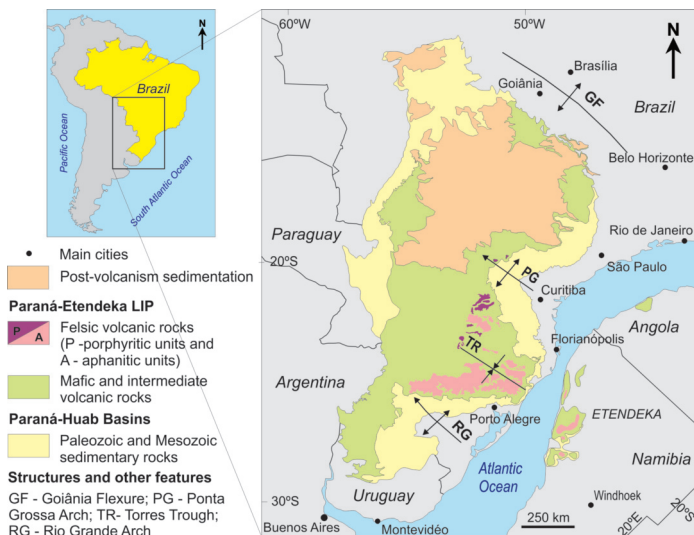 N
Brazil
Pacific Ocean
South Atlantic Ocean
Main cities
Post-volcanism sedimentation
Paraná-Etendeka LIP
P
A
Felsic volcanic rocks
(P -porphyritic units and
A - aphanitic units)
Mafic and intermediate
volcanic rocks
Paraná-Huab Basins
Paleozoic and Mesozoic
sedimentary rocks
Structures and other features
GF - Goiânia Flexure; PG - Ponta
Grossa Arch; TR- Torres Trough;
RG - Rio Grande Arch
60ºW
50ºW
N
Brasília
Goiânia
GF
Brazil
Belo Horizonte
Rio de Janeiro
Paraguay
20ºS
São Paulo
PG
Curitiba
Angola
Florianópolis
TR
Argentina
ETENDEKA
Porto Alegre
RG
Namibia
Atlantic
Ocean
Uruguay
Windhoek
30ºS
Buenos Aires
Montevidéo
250 km
20ºE
20ºS